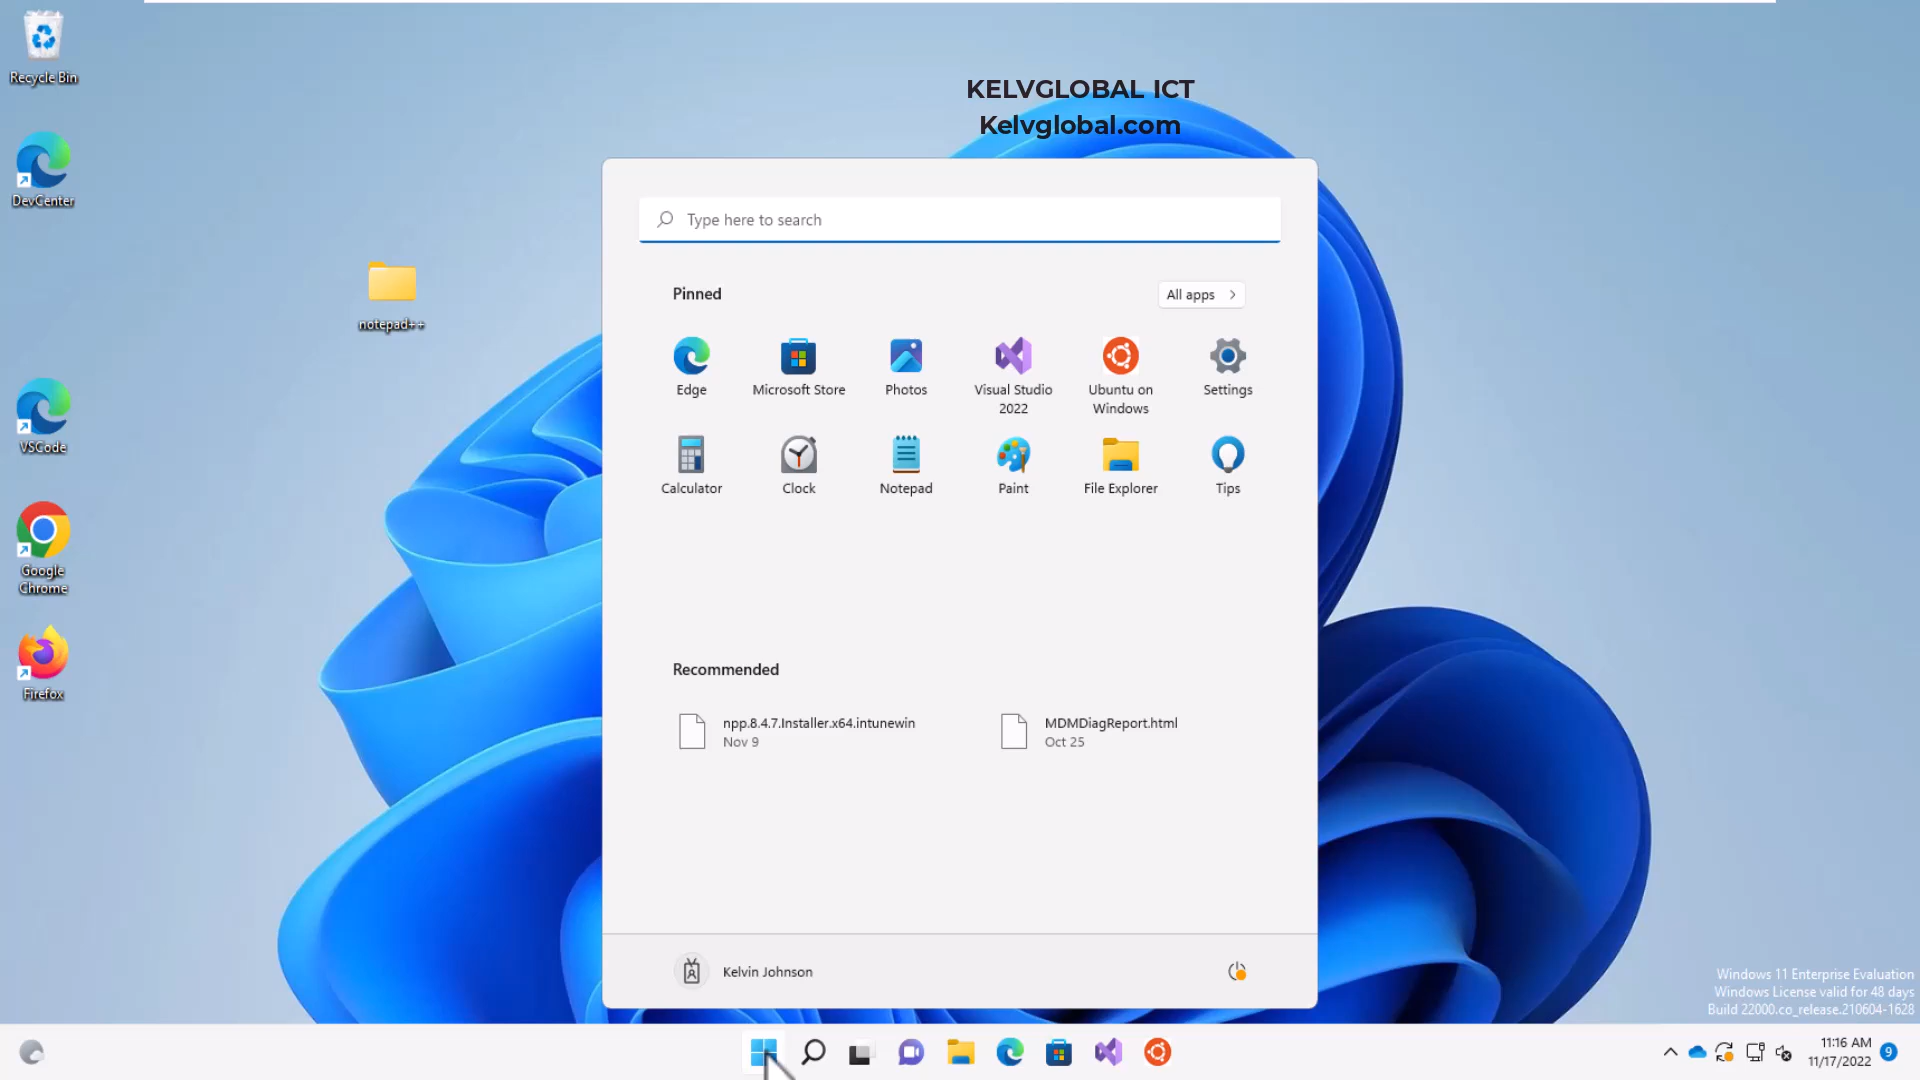 Recycle Bin
KELVGLOBAL ICT
Kelvglobal.com
DevCenter
notepad++
VSCode
Google
Chrome
Firefox
Type here to search
Pinned
All apps
Edge
Microsoft Store
Photos
Visual Studio
2022
Ubuntu on
Windows
Settings
Calculator
Clock
Notepad
Paint
File Explorer
Tips
Recommended
npp.8.4.7.Installer.x64.intunewin
Nov 9
MDMDiagReport.html
Oct 25
Kelvin Johnson
Windows 11 Enterprise Evaluation
Windows License valid for 48 days
Build 22000.co_release.210604-1628
11:16 AM
11/17/2022
9